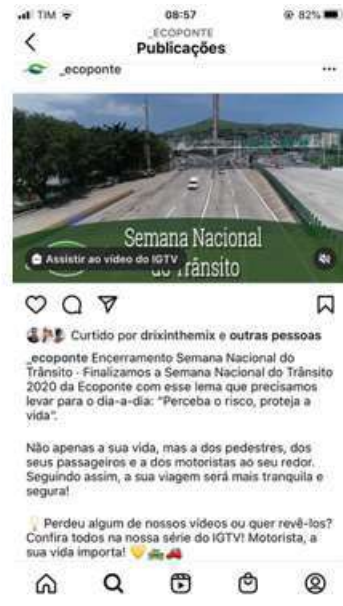 TIM
08:57
82%
_ECOPONTE
Publicações
_ecoponte
Semana Nacional
do Trânsito
Assistir ao vídeo do IGTV
Curtido por drixinthemix e outras pessoas
_ecoponte Encerramento Semana Nacional do
Trânsito - Finalizamos a Semana Nacional do Trânsito
2020 da Ecoponte com esse lema que precisamos
levar para o dia-a-dia: "Perceba o risco, proteja a
vida".
Não apenas a sua vida, mas a dos pedestres, dos
seus passageiros e a dos motoristas ao seu redor.
Seguindo assim, a sua viagem será mais tranquila e
segura!
Perdeu algum de nossos vídeos ou quer revê-los?
Confira todos na nossa série do IGTV! Motorista, a
sua vida importa!